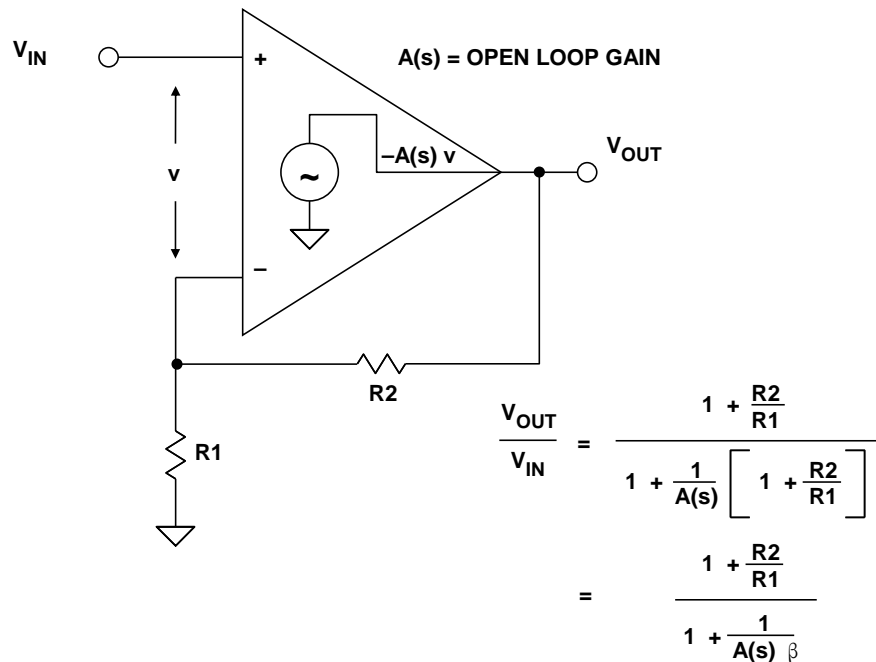 V_IN
+
A(s) = OPEN LOOP GAIN
–A(s) v
V_OUT
~
v
–
R2
R1
V_OUT / V_IN = (1 + R2/R1) / (1 + 1/A(s) [1 + R2/R1])
= (1 + R2/R1) / (1 + 1/(A(s) β))